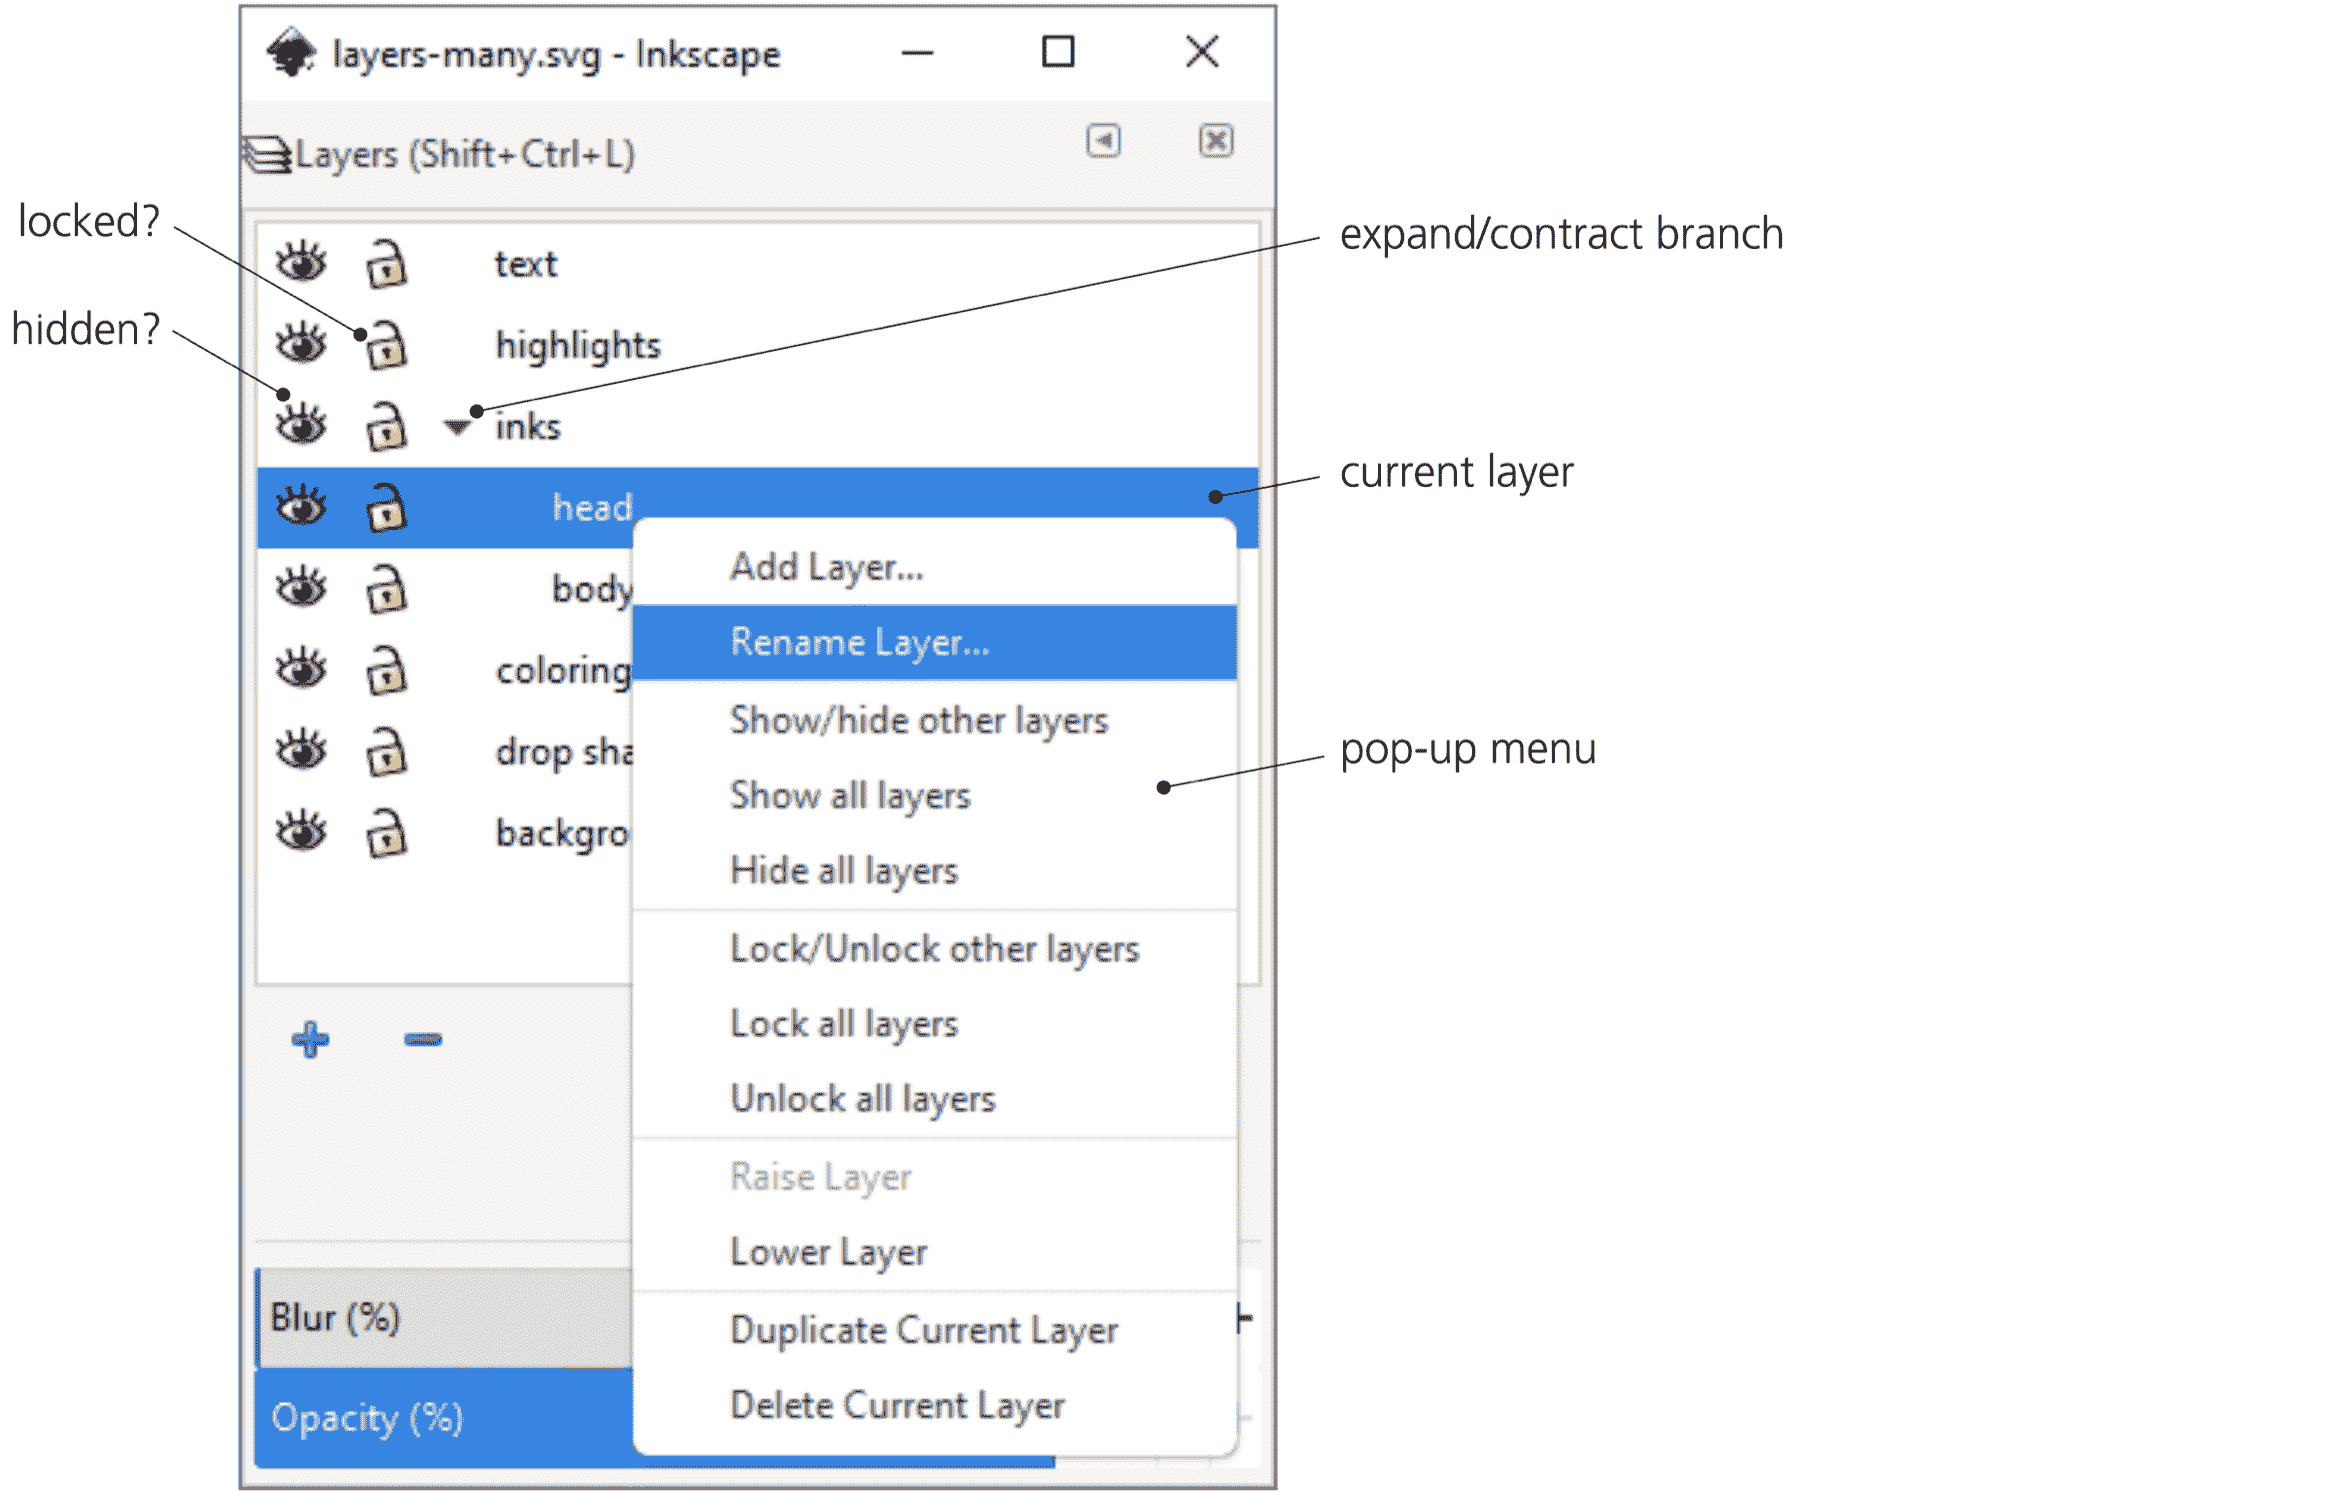 layers-many.svg - Inkscape
Layers (Shift+Ctrl+L)
locked?
hidden?
expand/contract branch
text
highlights
inks
current layer
head
body
coloring
drop sha
backgro
pop-up menu
Add Layer...
Rename Layer...
Show/hide other layers
Show all layers
Hide all layers
Lock/Unlock other layers
Lock all layers
Unlock all layers
Raise Layer
Lower Layer
Duplicate Current Layer
Delete Current Layer
Blur (%)
Opacity (%)